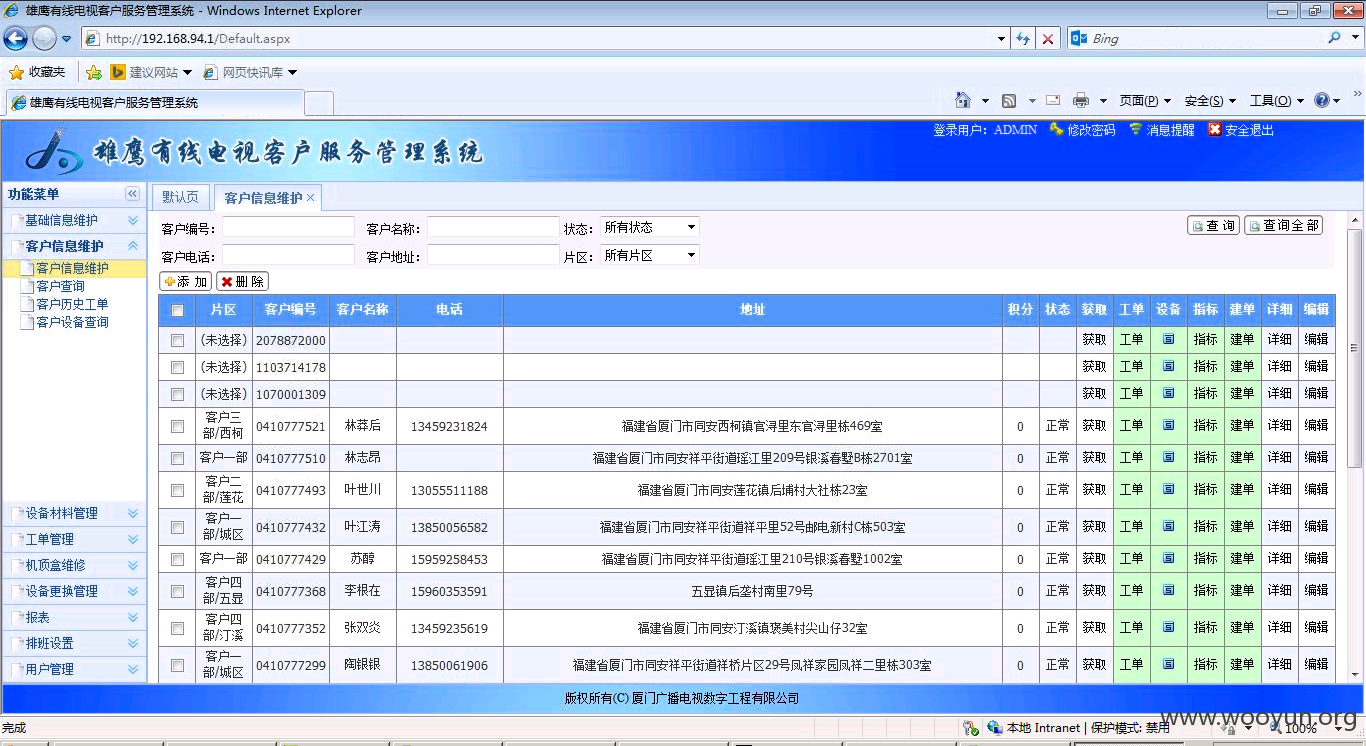 雄鹰有线电视客户服务管理系统 - Windows Internet Explorer
http://192.168.94.1/Default.aspx
Bing
收藏夹 建议网站 网页快讯库
雄鹰有线电视客户服务管理系统
页面(P) 安全(S) 工具(O)
雄鹰有线电视客户服务管理系统
登录用户: ADMIN 修改密码 消息提醒 安全退出
功能菜单
基础信息维护
客户信息维护
客户信息维护
客户查询
客户历史工单
客户设备查询
设备材料管理
工单管理
机顶盒维修
设备更换管理
报表
排班设置
用户管理
默认页 客户信息维护
客户编号: 客户名称: 状态: 所有状态 查询 查询全部
客户电话: 客户地址: 片区: 所有片区
添加 删除
片区 客户编号 客户名称 电话 地址 积分 状态 获取 工单 设备 指标 建单 详细 编辑
(未选择) 2078872000 获取 工单 指标 建单 详细 编辑
(未选择) 1103714178 获取 工单 指标 建单 详细 编辑
(未选择) 1070001309 获取 工单 指标 建单 详细 编辑
客户三部/西柯 0410777521 林莽后 13459231824 福建省厦门市同安西柯镇官浔里东官浔里栋469室 0 正常 获取 工单 指标 建单 详细 编辑
客户一部 0410777510 林志昂 福建省厦门市同安祥平街道瑶江里209号银溪春墅B栋2701室 0 正常 获取 工单 指标 建单 详细 编辑
客户二部/莲花 0410777493 叶世川 13055511188 福建省厦门市同安莲花镇后埔村大社栋23室 0 正常 获取 工单 指标 建单 详细 编辑
客户一部/城区 0410777432 叶江涛 13850056582 福建省厦门市同安祥平街道祥平里52号邮电新村C栋503室 0 正常 获取 工单 指标 建单 详细 编辑
客户一部 0410777429 苏醇 15959258453 福建省厦门市同安祥平街道瑶江里210号银溪春墅1002室 0 正常 获取 工单 指标 建单 详细 编辑
客户四部/五显 0410777368 李根在 15960353591 五显镇后垄村南里79号 0 正常 获取 工单 指标 建单 详细 编辑
客户四部/汀溪 0410777352 张双炎 13459235619 福建省厦门市同安汀溪镇褒美村尖山仔32室 0 正常 获取 工单 指标 建单 详细 编辑
客户一部/城区 0410777299 陶银银 13850061906 福建省厦门市同安祥平街道祥桥片区29号凤祥家园凤祥二里栋303室 0 正常 获取 工单 指标 建单 详细 编辑
版权所有(C) 厦门广播电视数字工程有限公司
完成 本地 Intranet | 保护模式: 禁用 100%
www.wooyun.org